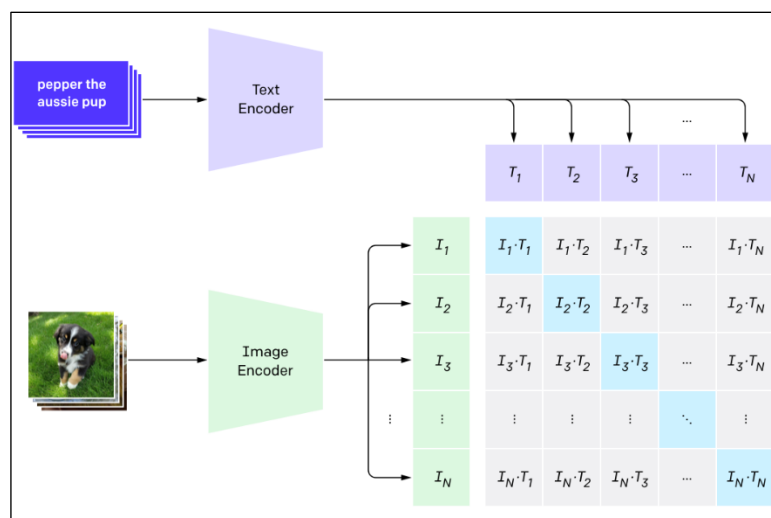 pepper the
aussie pup
Text
Encoder
...
T1 T2 T3 ... TN
I1 I1·T1 I1·T2 I1·T3 ... I1·TN
I2 I2·T1 I2·T2 I2·T3 ... I2·TN
Image
Encoder
I3 I3·T1 I3·T2 I3·T3 ... I3·TN
⋮ ⋮ ⋮ ⋮ ⋮ ⋱ ⋮
IN IN·T1 IN·T2 IN·T3 ... IN·TN